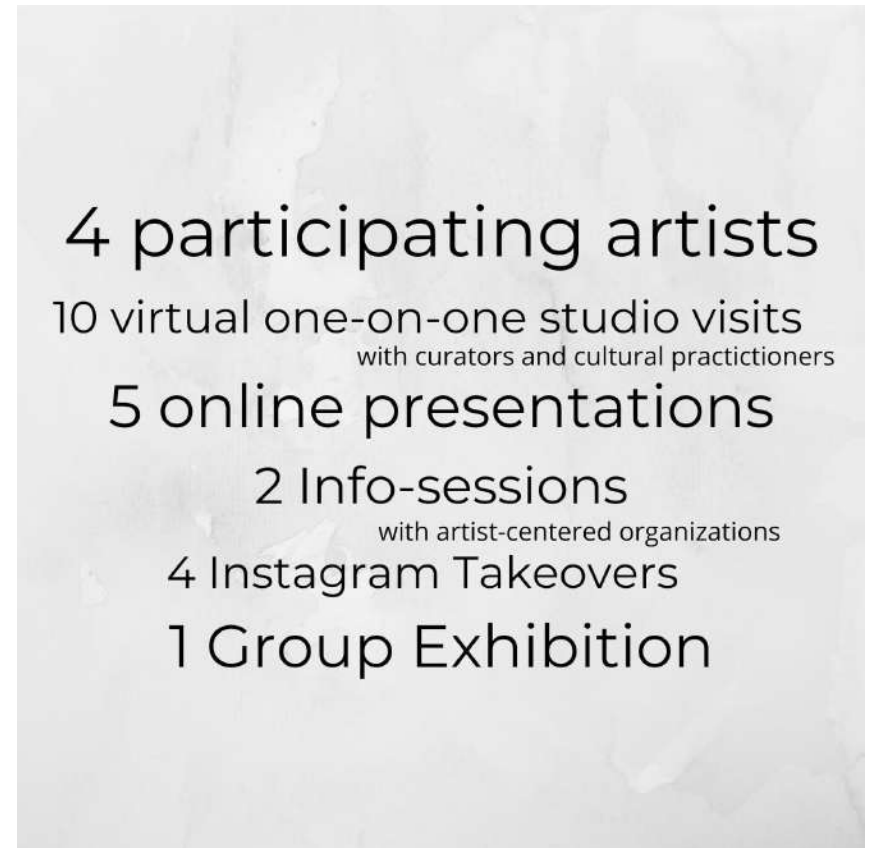 4 participating artists
10 virtual one-on-one studio visits
with curators and cultural practictioners
5 online presentations
2 Info-sessions
with artist-centered organizations
4 Instagram Takeovers
1 Group Exhibition